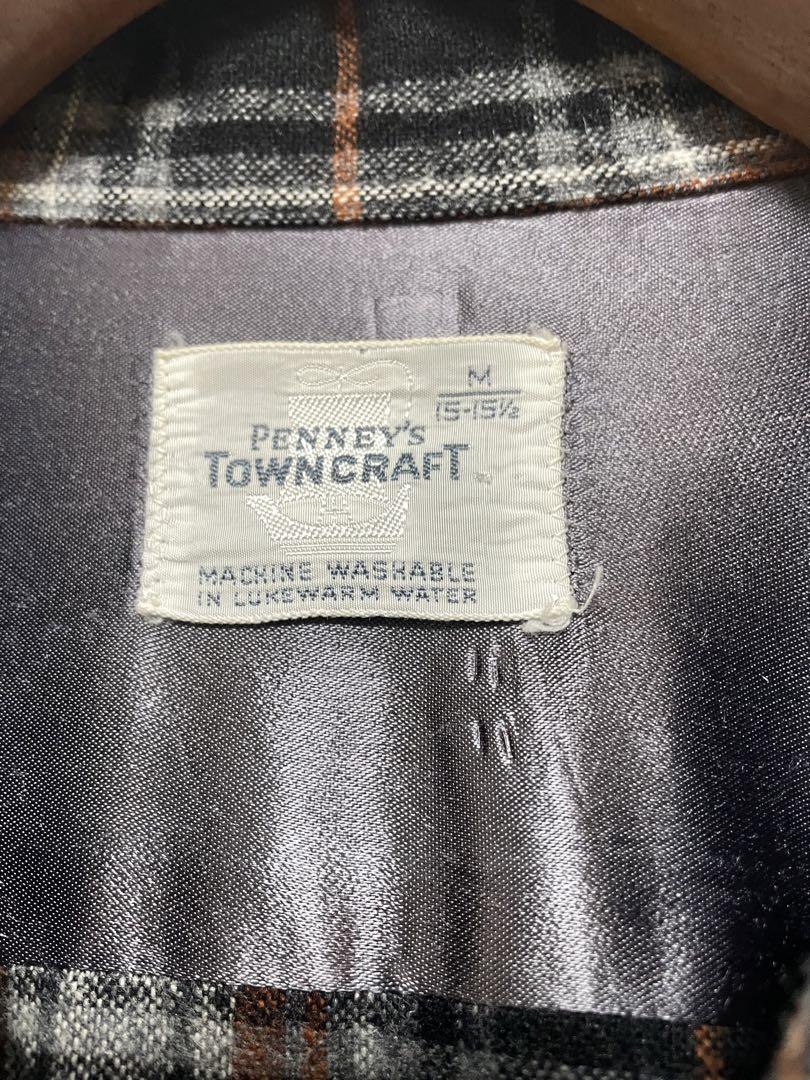 M
15-15½
PENNEY'S
TOWNCRAFT
MACHINE WASHABLE
IN LUKEWARM WATER